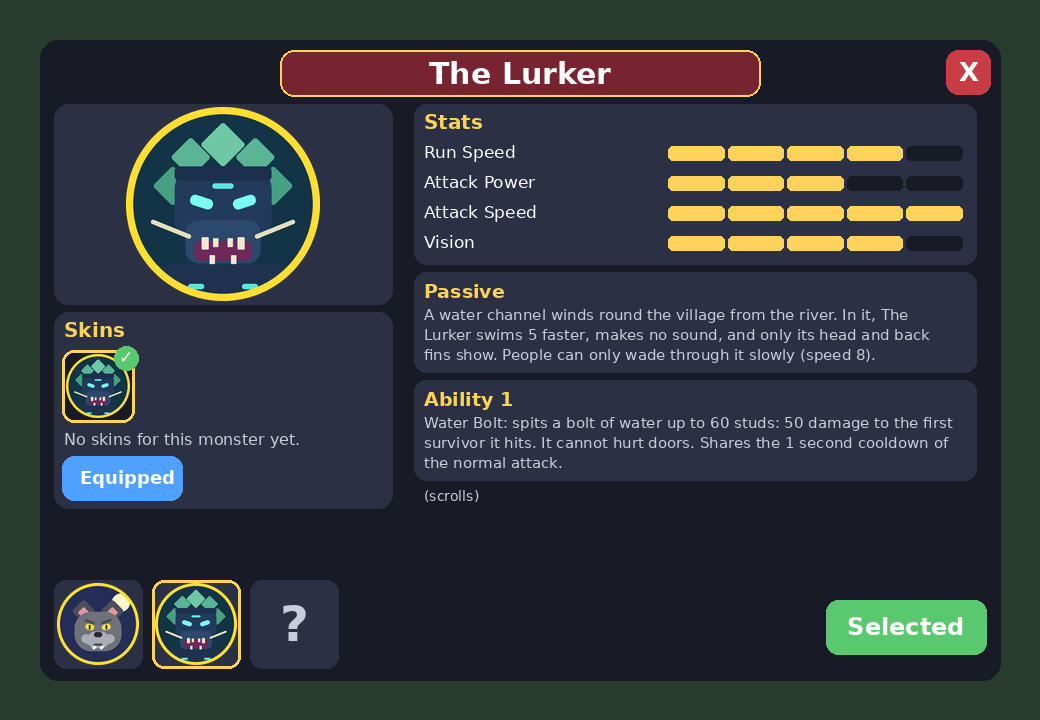 The Lurker
X
Stats
Run Speed
Attack Power
Attack Speed
Vision
Passive
A water channel winds round the village from the river. In it, The
Lurker swims 5 faster, makes no sound, and only its head and back
fins show. People can only wade through it slowly (speed 8).
Skins
✓
No skins for this monster yet.
Equipped
Ability 1
Water Bolt: spits a bolt of water up to 60 studs: 50 damage to the first
survivor it hits. It cannot hurt doors. Shares the 1 second cooldown of
the normal attack.
(scrolls)
?
Selected